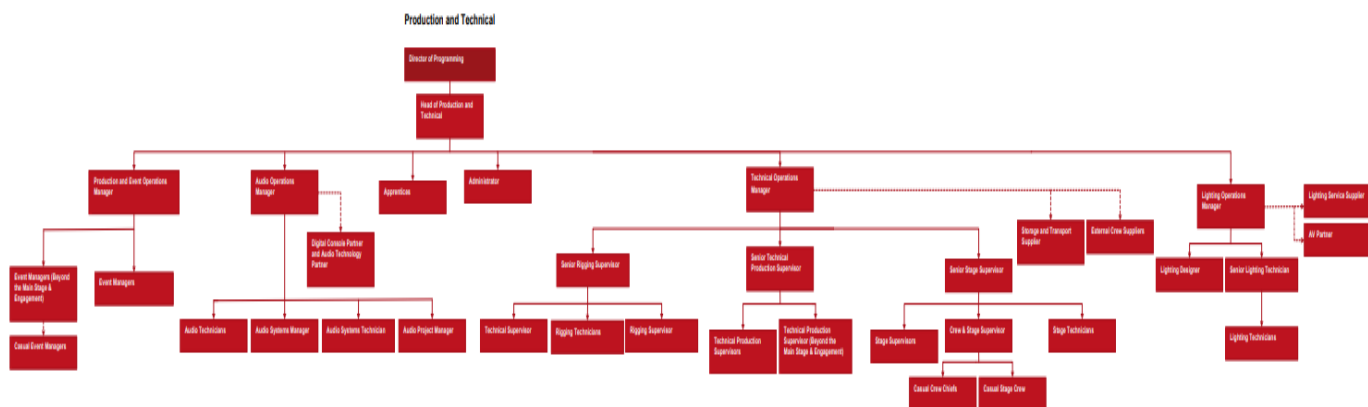 Production and Technical
Director of Programming
Head of Production and
Technical
Production and Event Operations
Manager
Audio Operations
Manager
Apprentices
Administrator
Technical Operations
Manager
Lighting Operations
Manager
Lighting Service Supplier
AV Partner
Digital Console Partner
and Audio Technology
Partner
Storage and Transport
Supplier
External Crew Suppliers
Event Managers (Beyond
the Main Stage &
Engagement)
Event Managers
Senior Rigging Supervisor
Senior Technical
Production Supervisor
Senior Stage Supervisor
Lighting Designer
Senior Lighting Technician
Casual Event Managers
Audio Technicians
Audio Systems Manager
Audio Systems Technician
Audio Project Manager
Technical Supervisor
Rigging Technicians
Rigging Supervisor
Technical Production
Supervisors
Technical Production
Supervisor (Beyond the
Main Stage & Engagement)
Stage Supervisors
Crew & Stage Supervisor
Stage Technicians
Lighting Technicians
Casual Crew Chiefs
Casual Stage Crew